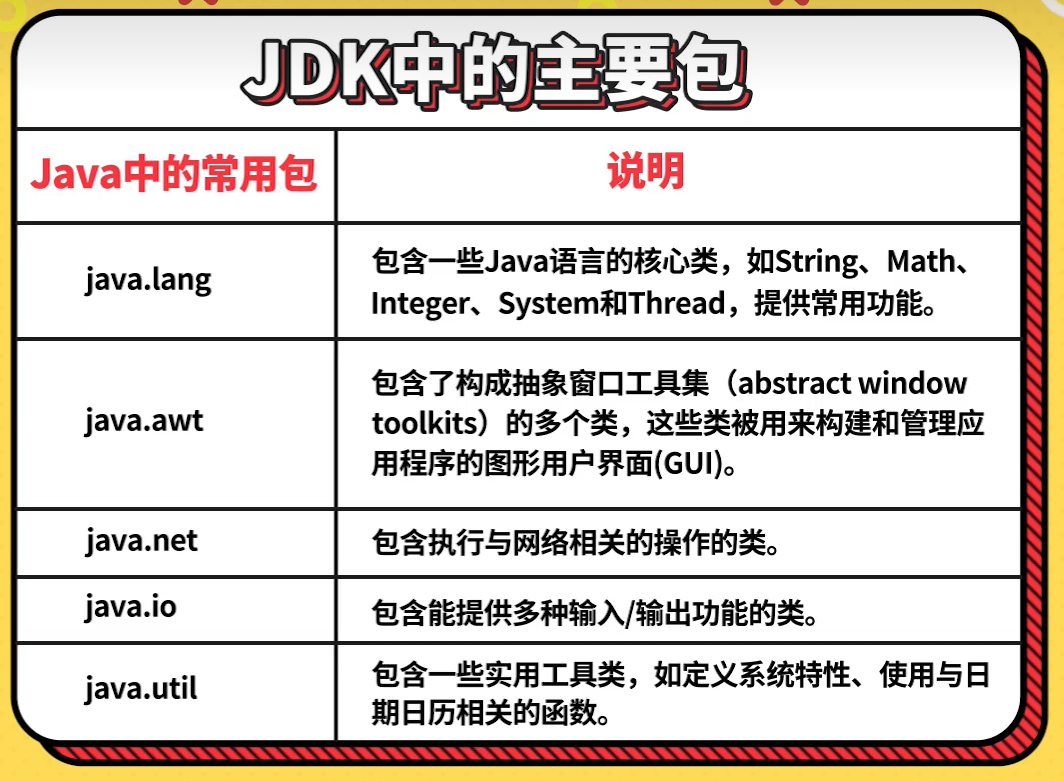 JDK中的主要包
Java中的常用包
说明
java.lang
包含一些Java语言的核心类，如String、Math、
Integer、System和Thread，提供常用功能。
java.awt
包含了构成抽象窗口工具集（abstract window
toolkits）的多个类，这些类被用来构建和管理应
用程序的图形用户界面(GUI)。
java.net
包含执行与网络相关的操作的类。
java.io
包含能提供多种输入/输出功能的类。
java.util
包含一些实用工具类，如定义系统特性、使用与日
期日历相关的函数。